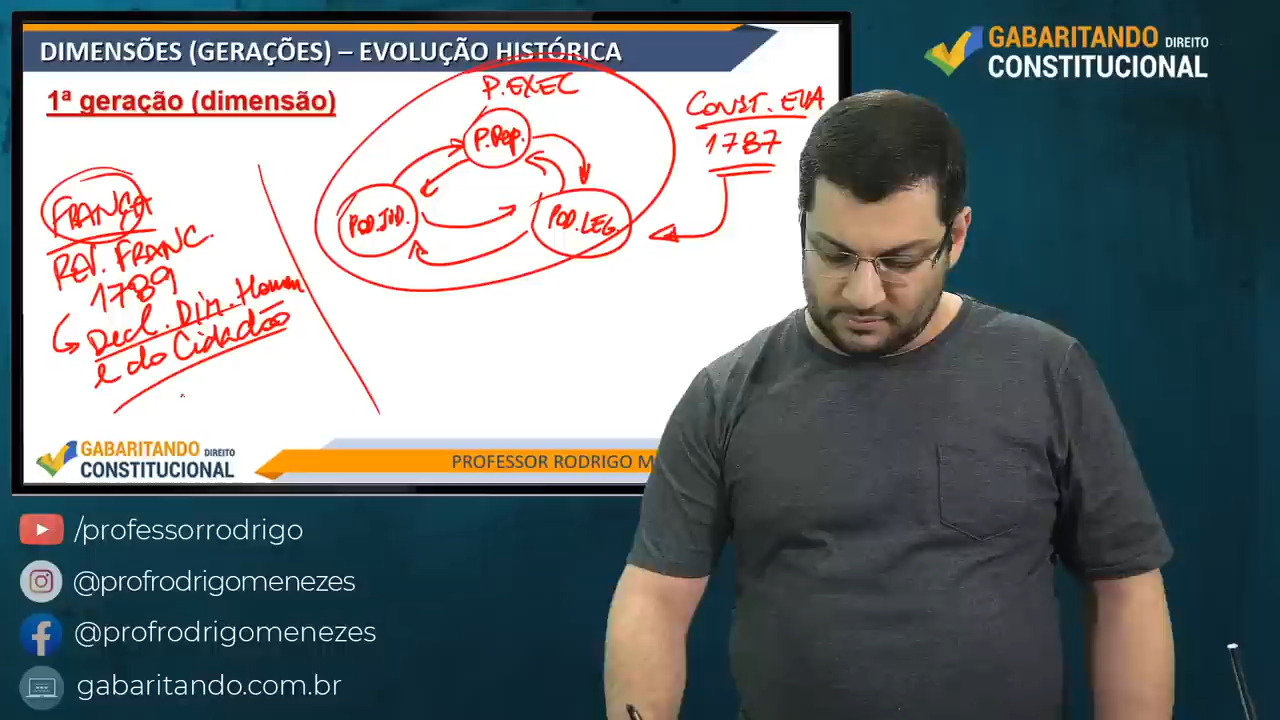 DIMENSÕES (GERAÇÕES) – EVOLUÇÃO HISTÓRICA
1ª geração (dimensão)
P.EXEC
POD.JUD.
POD.LEG.
CONST. EUA
1787
FRANÇA
REV. FRANC.
1789
Decl. Dir. Homem
e do Cidadão
GABARITANDO DIREITO
CONSTITUCIONAL
PROFESSOR RODRIGO M
GABARITANDO DIREITO
CONSTITUCIONAL
/professorrodrigo
@profrodrigomenezes
@profrodrigomenezes
gabaritando.com.br